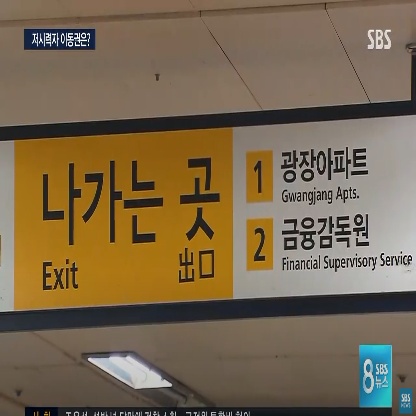 저시력자 이동권은?
SBS
나가는 곳
Exit
出口
1 광장아파트
Gwangjang Apts.
2 금융감독원
Financial Supervisory Service
8 SBS
뉴스
SBS